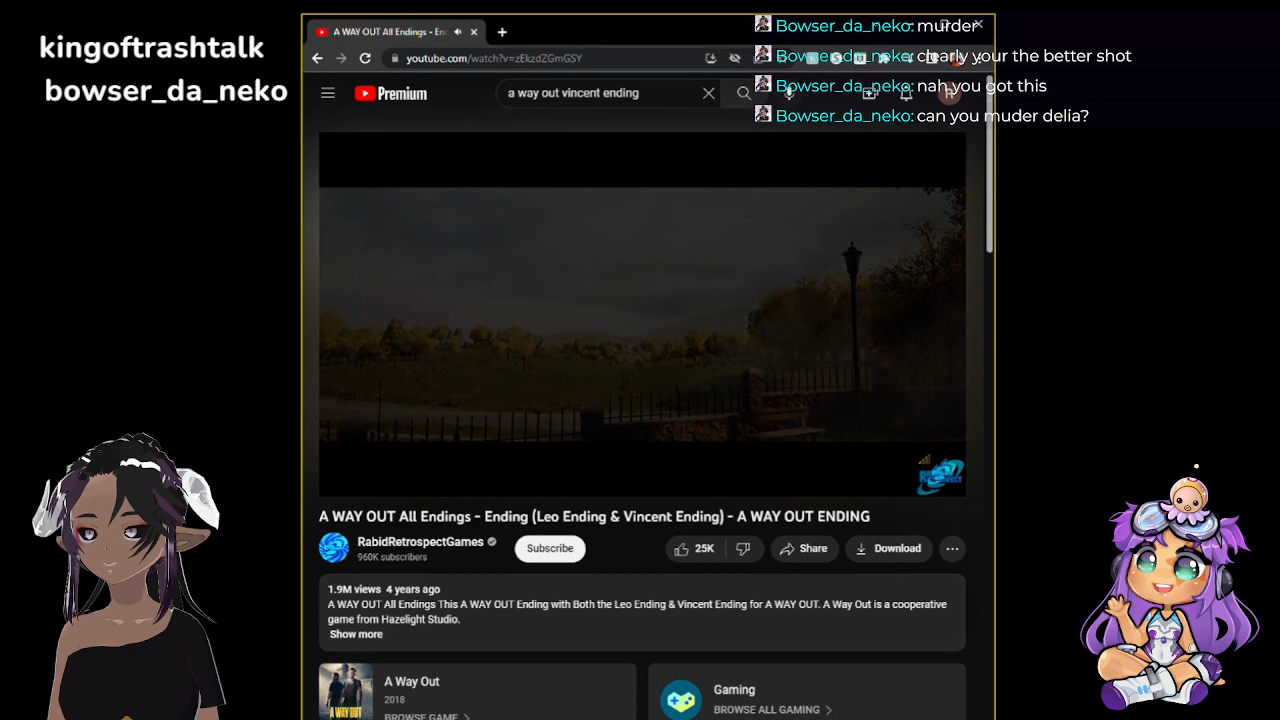 kingoftrashtalk
bowser_da_neko
A WAY OUT All Endings - En
youtube.com/watch?v=zEkzdZGmGSY
Premium
a way out vincent ending
Bowser_da_neko: murder
Bowser_da_neko: clearly your the better shot
Bowser_da_neko: nah you got this
Bowser_da_neko: can you muder delia?
A WAY OUT All Endings - Ending (Leo Ending & Vincent Ending) - A WAY OUT ENDING
RabidRetrospectGames
960K subscribers
Subscribe
25K
Share
Download
1.9M views 4 years ago
A WAY OUT All Endings This A WAY OUT Ending with Both the Leo Ending & Vincent Ending for A WAY OUT. A Way Out is a cooperative
game from Hazelight Studio.
Show more
A WAY OUT
A Way Out
2018
BROWSE GAME
Gaming
BROWSE ALL GAMING